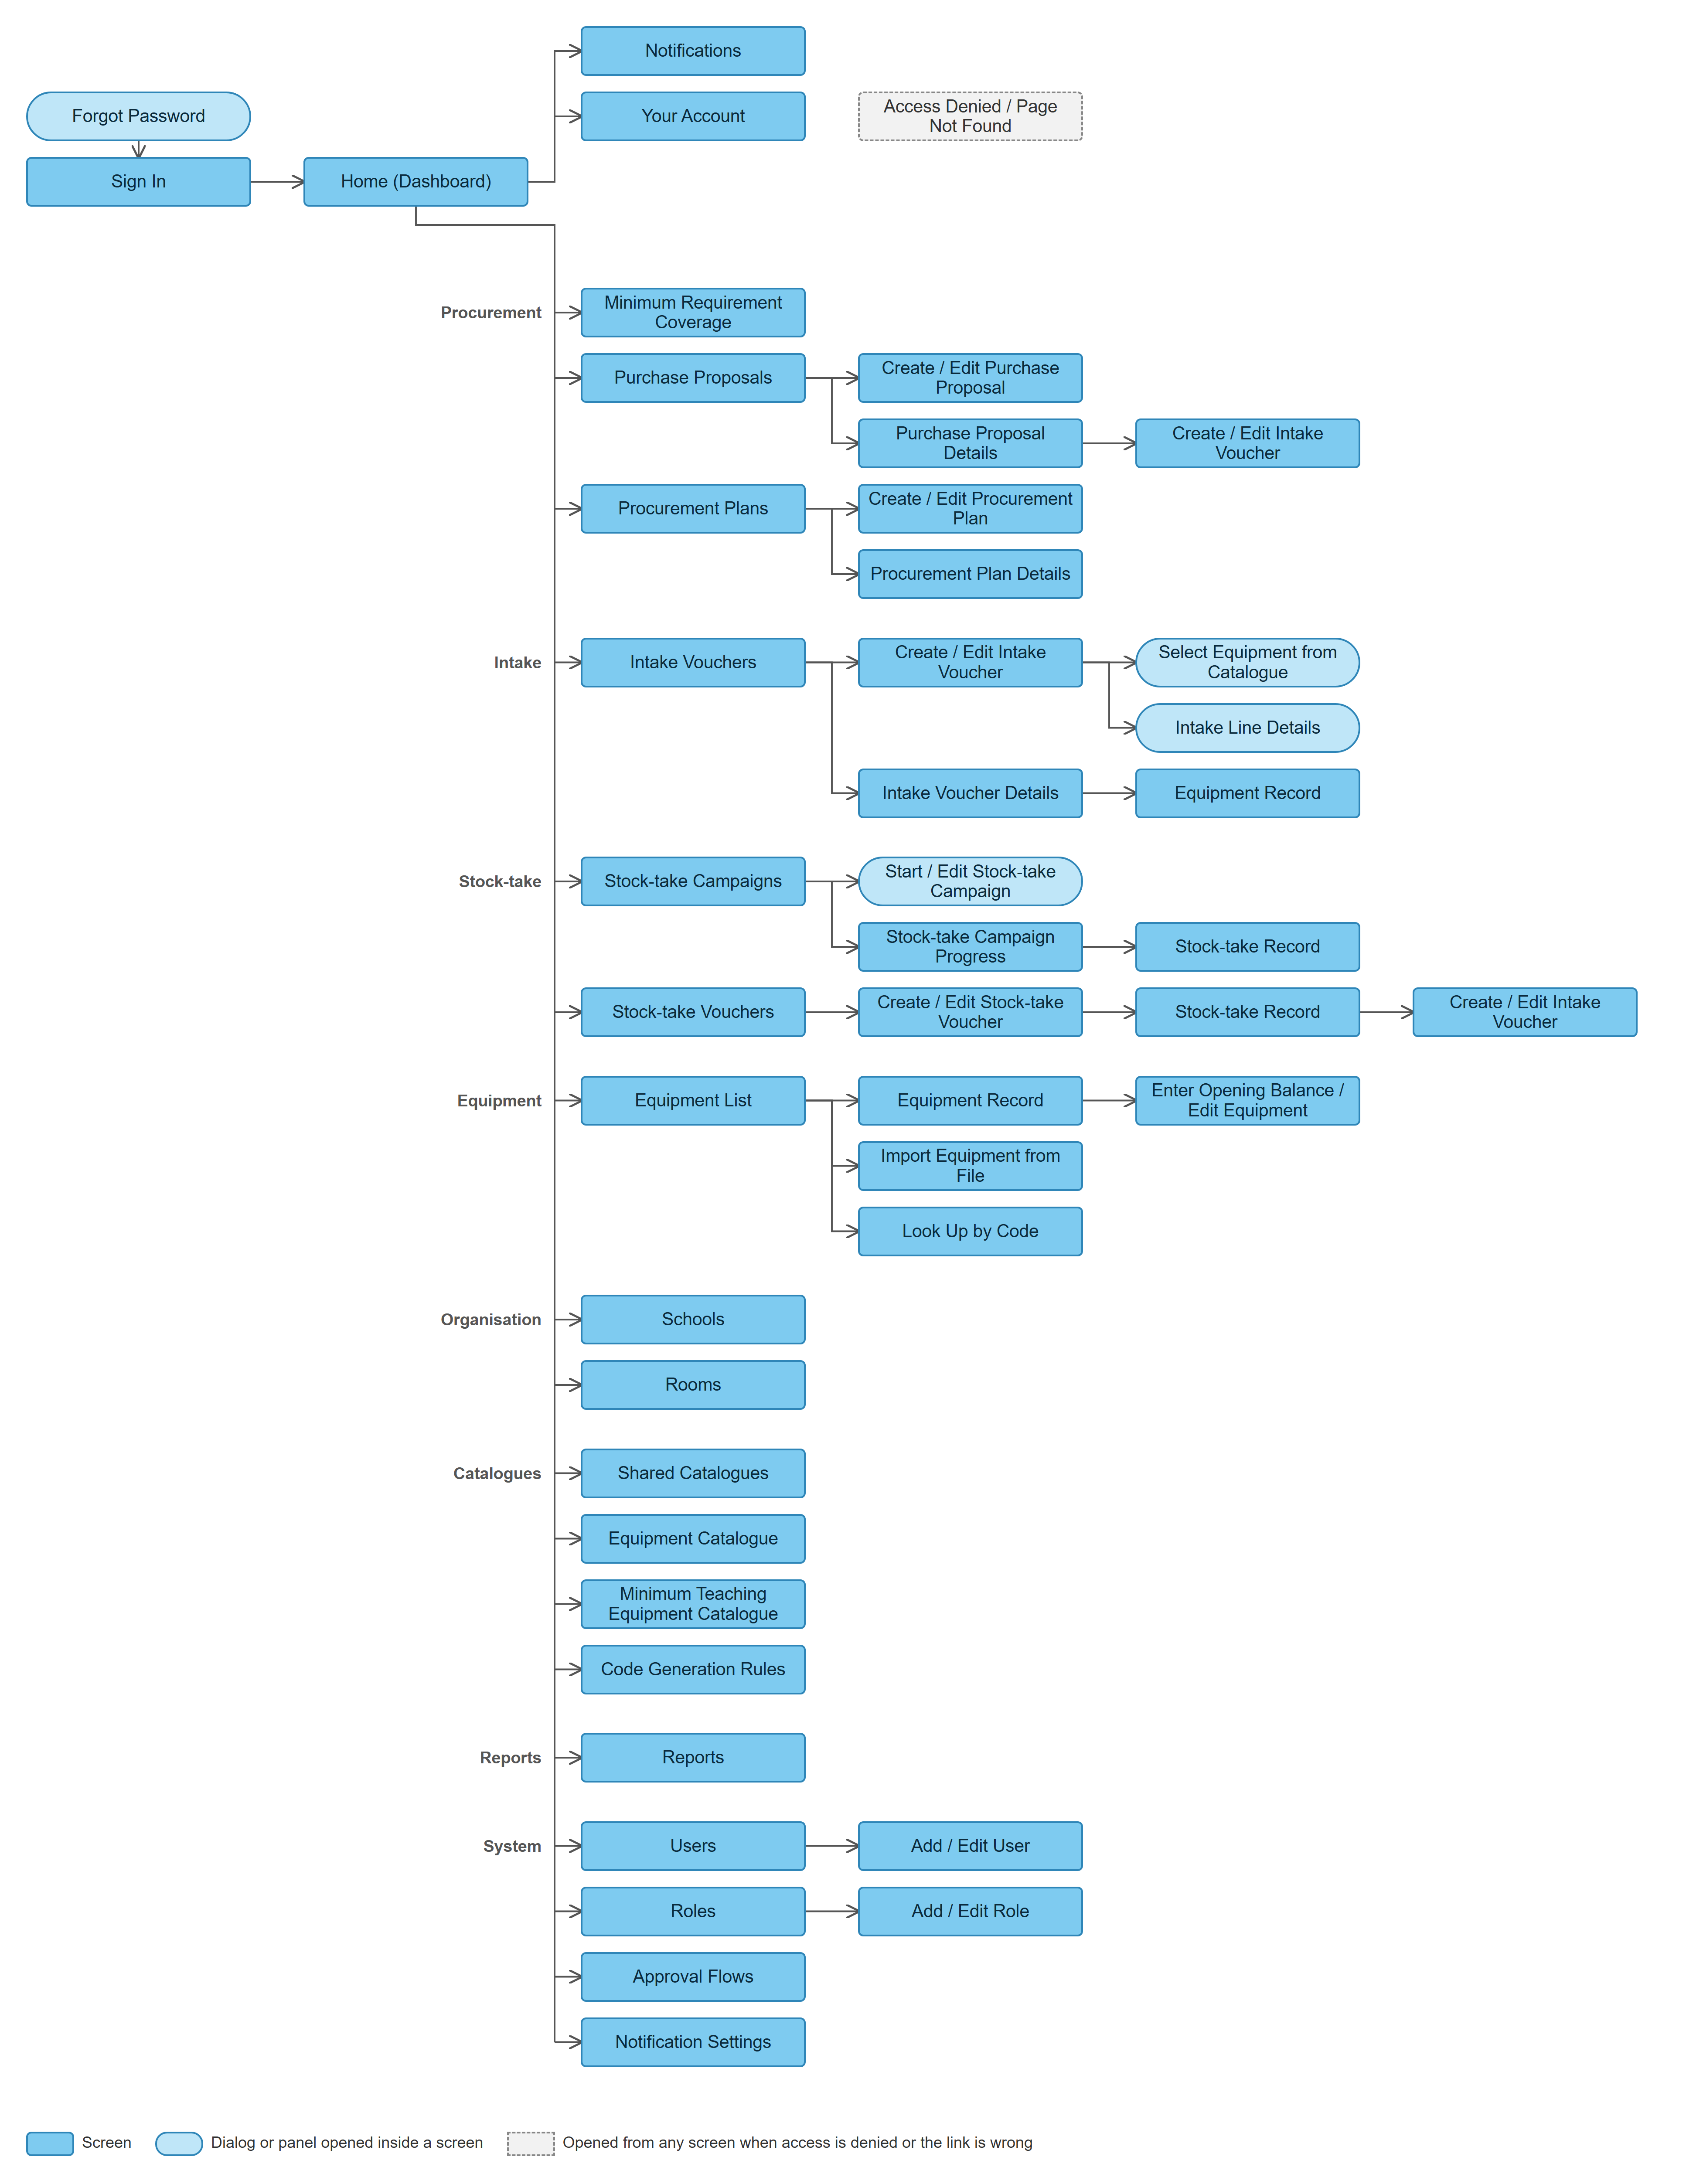 Notifications
Forgot Password
Your Account
Access Denied / Page
Not Found
Sign In
Home (Dashboard)
Procurement
Minimum Requirement
Coverage
Purchase Proposals
Create / Edit Purchase
Proposal
Purchase Proposal
Details
Create / Edit Intake
Voucher
Procurement Plans
Create / Edit Procurement
Plan
Procurement Plan Details
Intake
Intake Vouchers
Create / Edit Intake
Voucher
Select Equipment from
Catalogue
Intake Line Details
Intake Voucher Details
Equipment Record
Stock-take
Stock-take Campaigns
Start / Edit Stock-take
Campaign
Stock-take Campaign
Progress
Stock-take Record
Stock-take Vouchers
Create / Edit Stock-take
Voucher
Stock-take Record
Create / Edit Intake
Voucher
Equipment
Equipment List
Equipment Record
Enter Opening Balance /
Edit Equipment
Import Equipment from
File
Look Up by Code
Organisation
Schools
Rooms
Catalogues
Shared Catalogues
Equipment Catalogue
Minimum Teaching
Equipment Catalogue
Code Generation Rules
Reports
Reports
System
Users
Add / Edit User
Roles
Add / Edit Role
Approval Flows
Notification Settings
Screen
Dialog or panel opened inside a screen
Opened from any screen when access is denied or the link is wrong